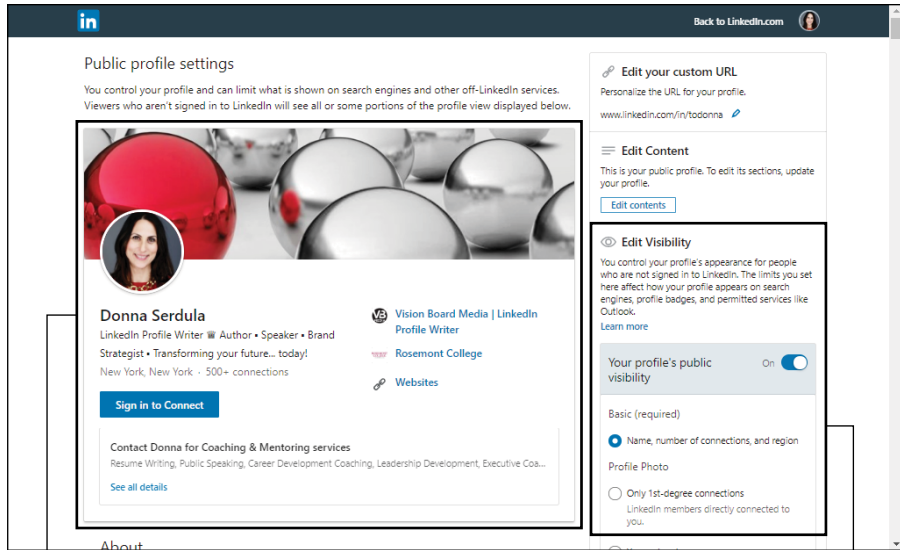 in
Back to LinkedIn.com
Public profile settings
You control your profile and can limit what is shown on search engines and other off-LinkedIn services.
Viewers who aren't signed in to LinkedIn will see all or some portions of the profile view displayed below.
Donna Serdula
LinkedIn Profile Writer ♕ Author • Speaker • Brand
Strategist • Transforming your future... today!
New York, New York · 500+ connections
Sign in to Connect
VB
Vision Board Media | LinkedIn
Profile Writer
Rosemont College
Websites
Contact Donna for Coaching & Mentoring services
Resume Writing, Public Speaking, Career Development Coaching, Leadership Development, Executive Coa...
See all details
About
Edit your custom URL
Personalize the URL for your profile.
www.linkedin.com/in/todonna
Edit Content
This is your public profile. To edit its sections, update
your profile.
Edit contents
Edit Visibility
You control your profile's appearance for people
who are not signed in to LinkedIn. The limits you set
here affect how your profile appears on search
engines, profile badges, and permitted services like
Outlook.
Learn more
Your profile's public
visibility
On
Basic (required)
Name, number of connections, and region
Profile Photo
Only 1st-degree connections
LinkedIn members directly connected to
you.